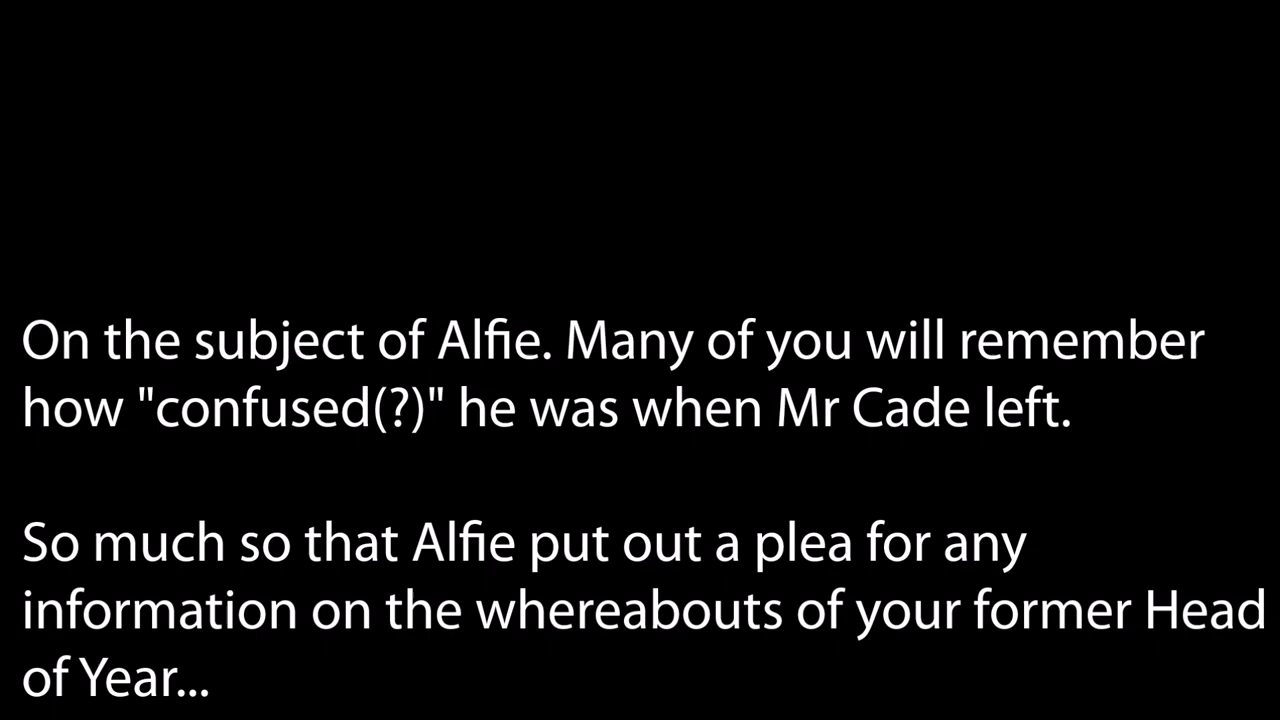 On the subject of Alfie. Many of you will remember
how "confused(?)" he was when Mr Cade left.
So much so that Alfie put out a plea for any
information on the whereabouts of your former Head
of Year...